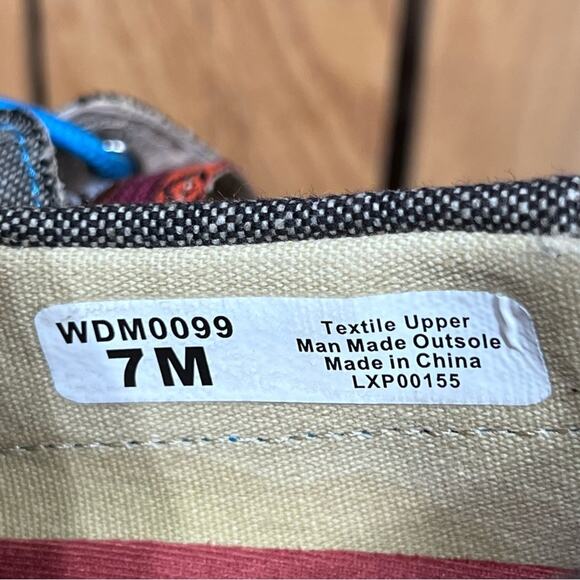 WDM0099
7M
Textile Upper
Man Made Outsole
Made in China
LXP00155